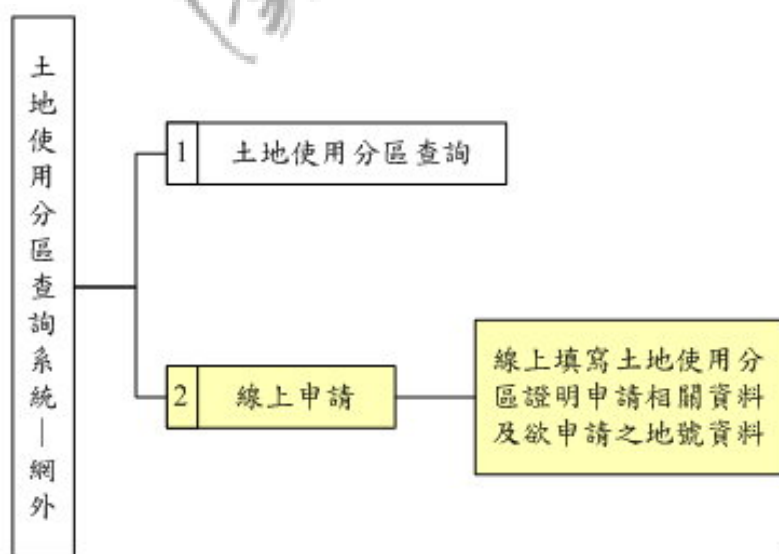 土地使用分區查詢系統｜網外
1 土地使用分區查詢
2 線上申請
線上填寫土地使用分
區證明申請相關資料
及欲申請之地號資料